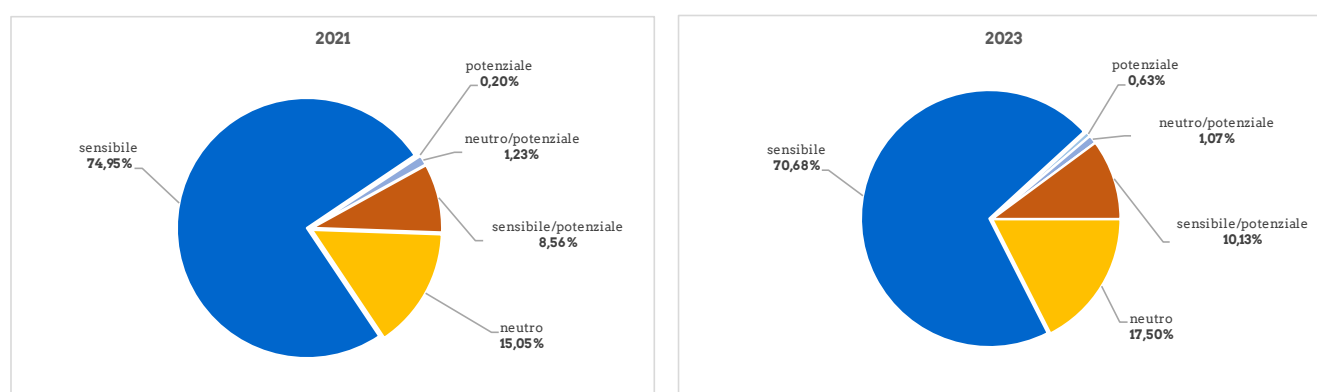 2021
potenziale
0,20%
neutro/potenziale
1,23%
sensibile
74,95%
sensibile/potenziale
8,56%
neutro
15,05%
2023
potenziale
0,63%
neutro/potenziale
1,07%
sensibile
70,68%
sensibile/potenziale
10,13%
neutro
17,50%